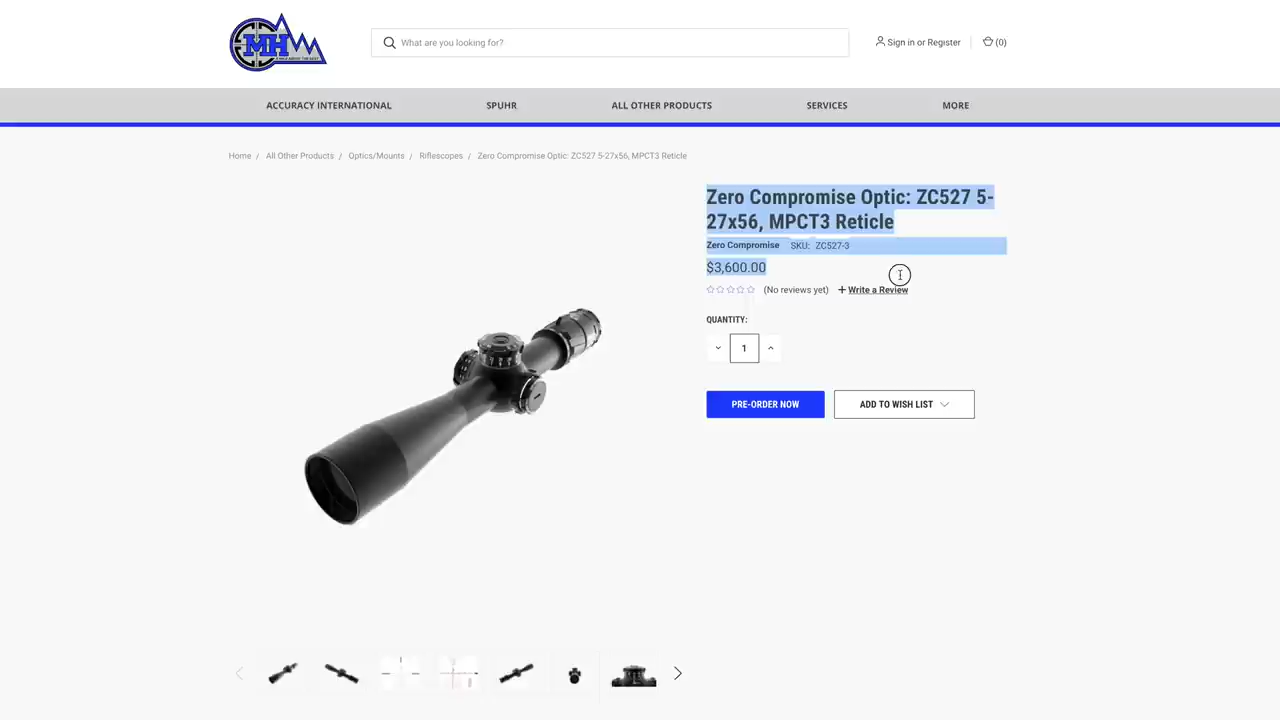 MH
What are you looking for?
Sign in or Register
(0)
ACCURACY INTERNATIONAL
SPUHR
ALL OTHER PRODUCTS
SERVICES
MORE
Home / All Other Products / Optics/Mounts / Riflescopes / Zero Compromise Optic: ZC527 5-27x56, MPCT3 Reticle
Zero Compromise Optic: ZC527 5-
27x56, MPCT3 Reticle
Zero Compromise SKU: ZC527-3
$3,600.00
(No reviews yet) + Write a Review
QUANTITY:
1
PRE-ORDER NOW
ADD TO WISH LIST